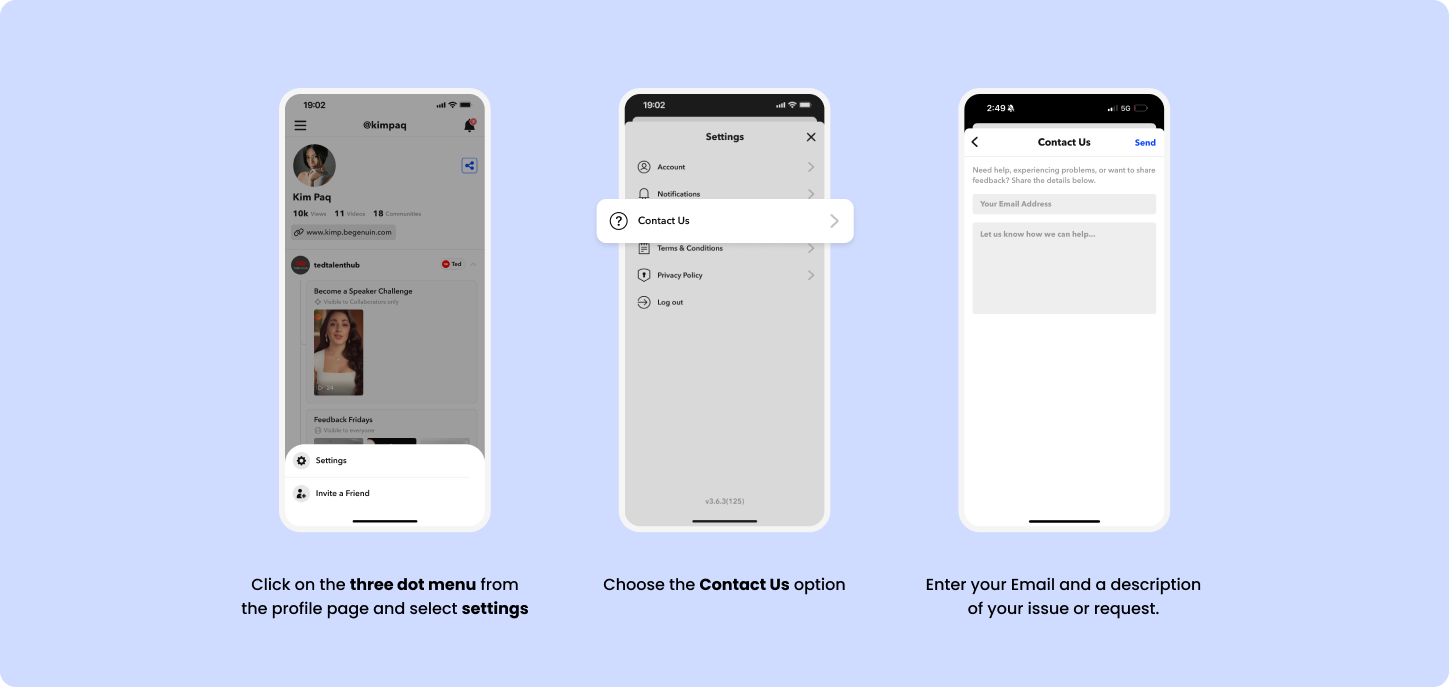 19:02
@kimpaq
Kim Paq
10k Views 11 Videos 18 Communities
www.kimp.begenuin.com
tedtalenthub
Ted
Become a Speaker Challenge
Visible to Collaborators only
24
Feedback Fridays
Visible to everyone
Settings
Invite a Friend
Click on the three dot menu from
the profile page and select settings
19:02
Settings
Account
Notifications
Contact Us
Terms & Conditions
Privacy Policy
Log out
v3.6.3(125)
Choose the Contact Us option
2:49 5G
Contact Us Send
Need help, experiencing problems, or want to share
feedback? Share the details below.
Your Email Address
Let us know how we can help...
Enter your Email and a description
of your issue or request.